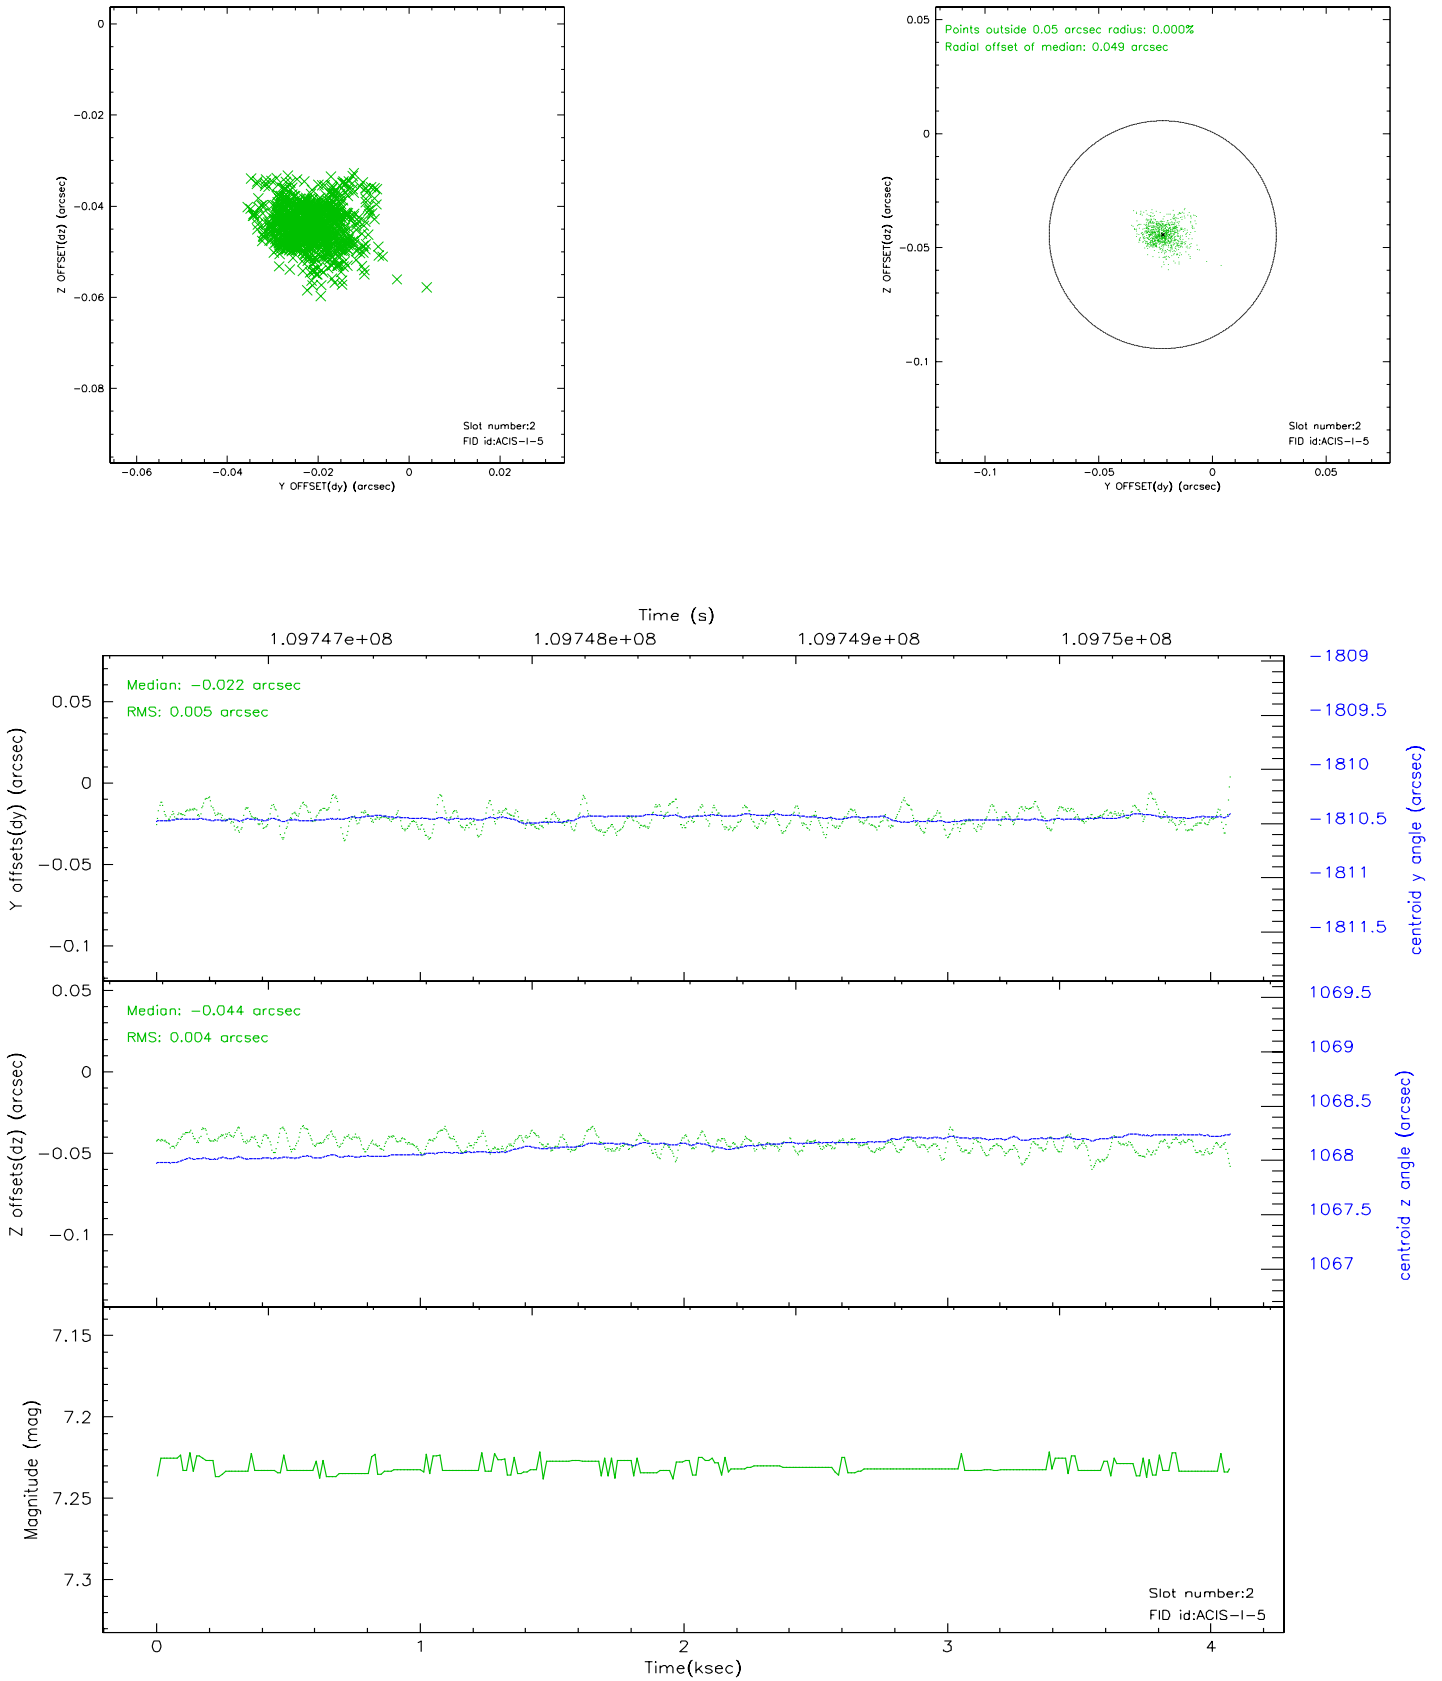 0
-0.02
-0.04
-0.06
-0.08
Z OFFSET(dz) (arcsec)
Slot number:2
FID id:ACIS-I-5
-0.06 -0.04 -0.02 0 0.02
Y OFFSET(dy) (arcsec)
Points outside 0.05 arcsec radius: 0.000%
Radial offset of median: 0.049 arcsec
0.05
0
-0.05
-0.1
Z OFFSET(dz) (arcsec)
Slot number:2
FID id:ACIS-I-5
-0.1 -0.05 0 0.05
Y OFFSET(dy) (arcsec)
Time (s)
1.09747e+08 1.09748e+08 1.09749e+08 1.0975e+08
Median: -0.022 arcsec
RMS: 0.005 arcsec
0.05
0
-0.05
-0.1
Y offsets(dy) (arcsec)
-1809
-1809.5
-1810
-1810.5
-1811
-1811.5
centroid y angle (arcsec)
Median: -0.044 arcsec
RMS: 0.004 arcsec
0.05
0
-0.05
-0.1
Z offsets(dz) (arcsec)
1069.5
1069
1068.5
1068
1067.5
1067
centroid z angle (arcsec)
7.15
7.2
7.25
7.3
Magnitude (mag)
Slot number:2
FID id:ACIS-I-5
0 1 2 3 4
Time(ksec)